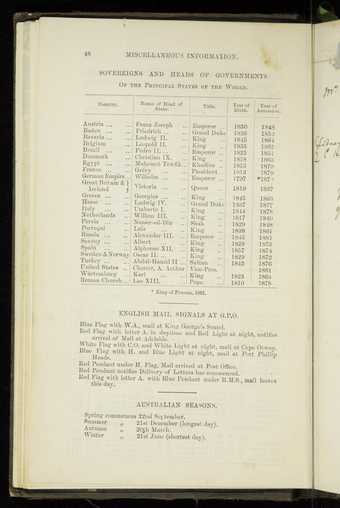 48 MISCELLANEOUS INFORMATION.
SOVEREIGNS AND HEADS OF GOVERNMENTS
OF THE PRINCIPAL STATES OF THE WORLD.
Country. Name of Head of State. Title. Year of Birth. Year of Accession.
Austria ... Franz Joseph ... Emperor ... 1830 1848
Baden ... Friedrich ... Grand Duke 1826 1852
Bavaria ... Ludwig II. ... King ... 1845 1864
Belgium ... Leopold II. ... King ... 1835 1865
Brazil ... Pedro II. ... Emperor ... 1825 1831
Denmark ... Christian IX. ... King ... 1818 1863
Egypt ... Mahomed Tewfik... Khedive ... 1852 1879
France ... Grévy ... President 1813 1879
German Empire... Wilhelm ... Emperor ... 1797 *1871
Great Britain &
Ireland } Victoria ... Queen 1819 1837
Greece ... Georgios ... King ... 1845 1863
Hesse ... Ludwig IV. ... Grand Duke 1837 1877
Italy ... Umberto I. ... King ... 1844 1878
Netherlands ... Willem III. ... King ... 1817 1849
Persia ... Nasser-ed-Din ... Shah ... 1829 1848
Portugal ... Luis ... King ... 1838 1861
Russia ... Alexander III. ... Emperor ... 1845 1881
Saxony ... Albert ... King ... 1828 1873
Spain ... Alphonso XII. ... King ... 1857 1874
Sweden & Norway Oscar II. ... King ... 1829 1872
Turkey ... Abdul-Hamid II ... Sultan ... 1842 1876
United States ... Chester, A. Arthur Vice-Pres. 1881
Würtemburg Karl ... King ... 1823 1864
Roman Church ... Leo XIII. ... Pope ... 1810 1878
* King of Prussia, 1861.
ENGLISH MAIL SIGNALS AT G.P.O.
Blue Flag with W.A., mail at King George's Sound.
Red Flag with letter A. in daytime and Red Light at night, notifies
arrival of Mail at Adelaide.
White Flag with C.O. and White Light at night, mail at Cape Otway.
Blue Flag with H. and Blue Light at night, mail at Port Phillip
Heads.
Red Pendant under H. Flag, Mail arrived at Post Office.
Red Pendant notifies Delivery of Letters has commenced.
Red Flag with letter A. with Blue Pendant under R.M.S., mail leaves
this day.
AUSTRALIAN SEASONS.
Spring commences 22nd September.
Summer „ 21st December (longest day).
Autumn „ 20th March.
Winter „ 21st June (shortest day).